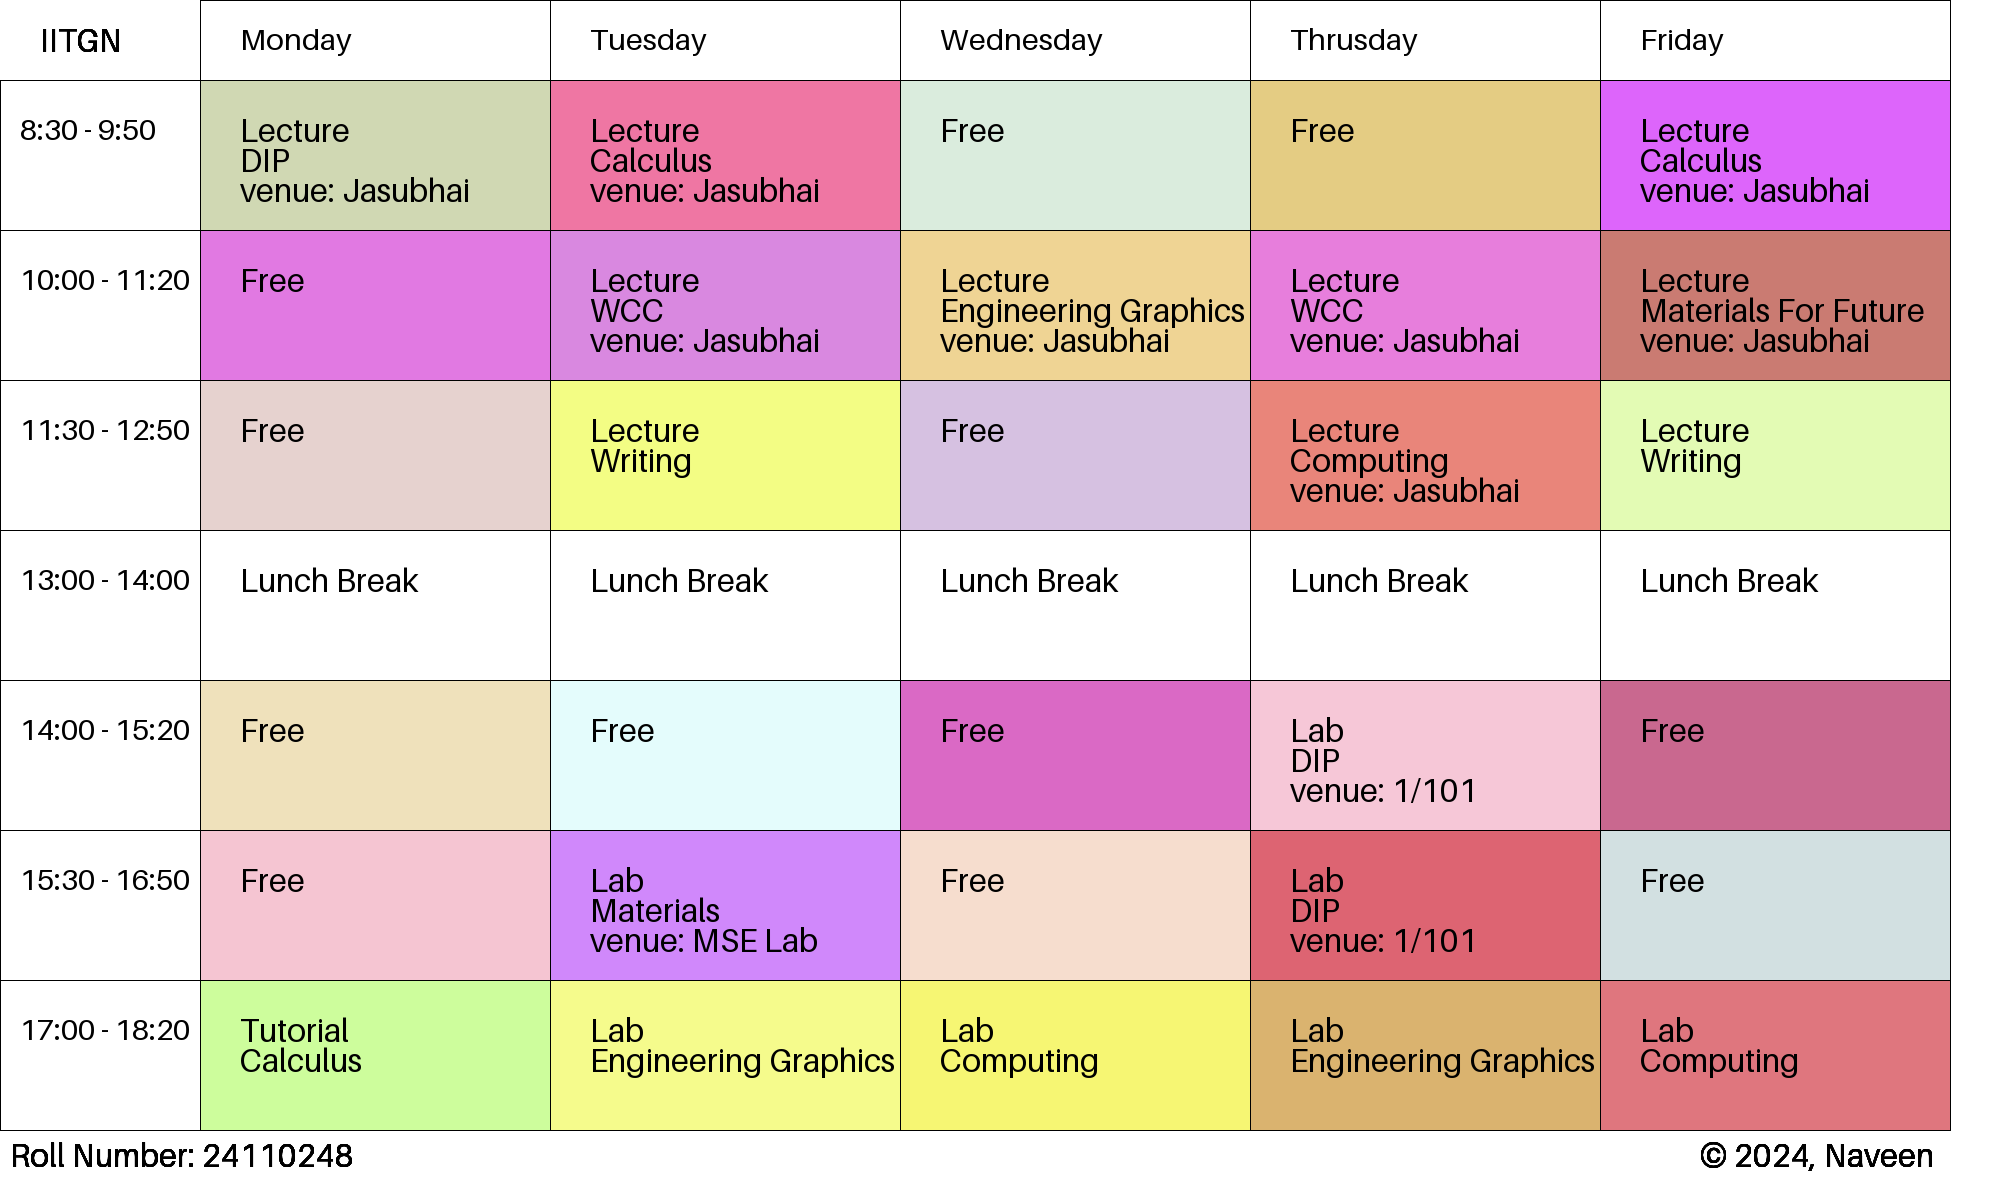 IITGN Monday Tuesday Wednesday Thrusday Friday
8:30 - 9:50
Lecture
DIP
venue: Jasubhai
Lecture
Calculus
venue: Jasubhai
Free
Free
Lecture
Calculus
venue: Jasubhai
10:00 - 11:20
Free
Lecture
WCC
venue: Jasubhai
Lecture
Engineering Graphics
venue: Jasubhai
Lecture
WCC
venue: Jasubhai
Lecture
Materials For Future
venue: Jasubhai
11:30 - 12:50
Free
Lecture
Writing
Free
Lecture
Computing
venue: Jasubhai
Lecture
Writing
13:00 - 14:00
Lunch Break
Lunch Break
Lunch Break
Lunch Break
Lunch Break
14:00 - 15:20
Free
Free
Free
Lab
DIP
venue: 1/101
Free
15:30 - 16:50
Free
Lab
Materials
venue: MSE Lab
Free
Lab
DIP
venue: 1/101
Free
17:00 - 18:20
Tutorial
Calculus
Lab
Engineering Graphics
Lab
Computing
Lab
Engineering Graphics
Lab
Computing
Roll Number: 24110248
© 2024, Naveen